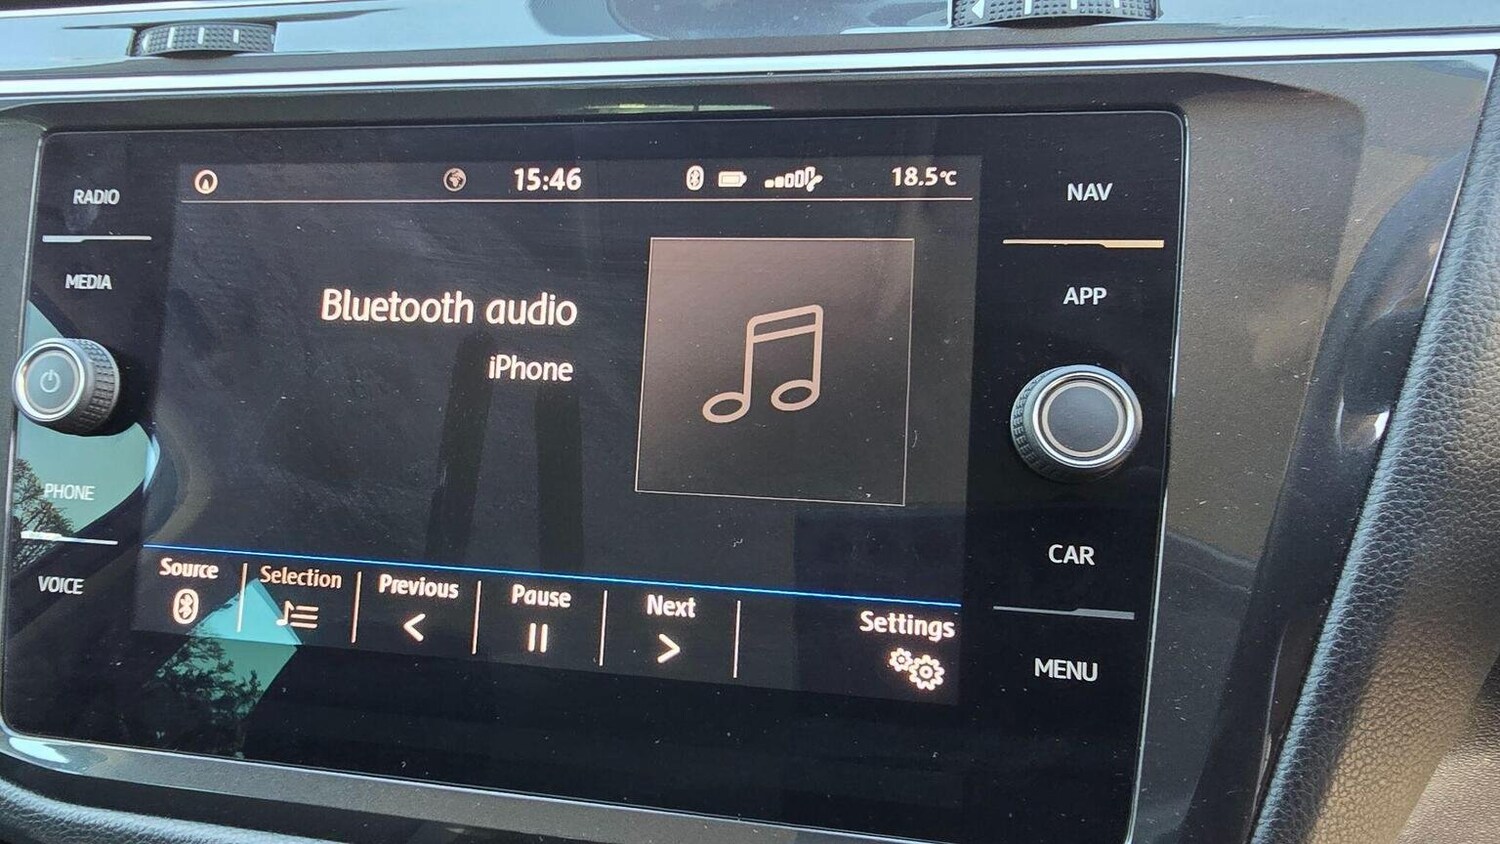 RADIO
MEDIA
PHONE
VOICE
15:46
18.5°C
Bluetooth audio
iPhone
Source
Selection
Previous
Pause
Next
Settings
NAV
APP
CAR
MENU